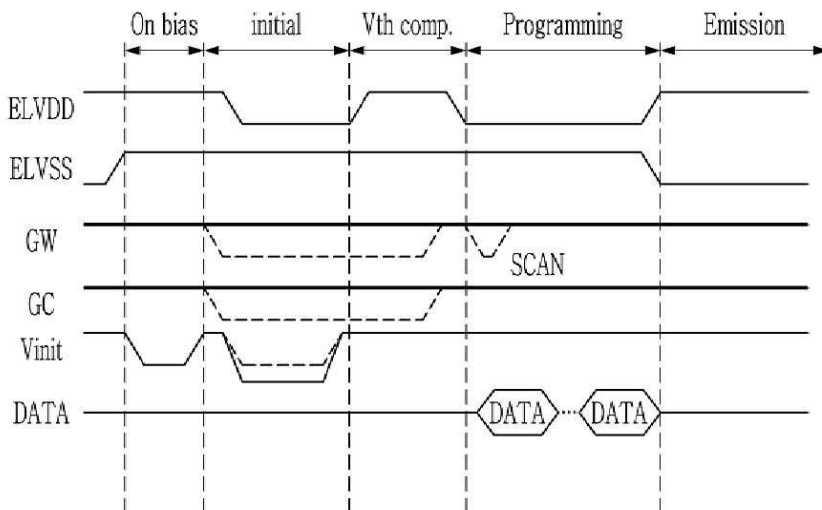 On bias initial Vth comp. Programming Emission
ELVDD
ELVSS
GW
SCAN
GC
Vinit
DATA DATA DATA